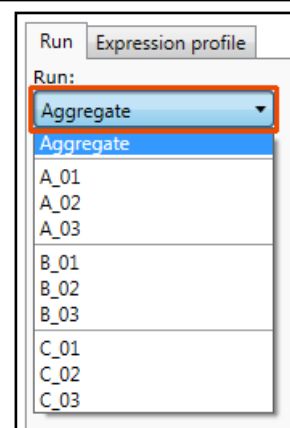 Run Expression profile
Run:
Aggregate
Aggregate
A_01
A_02
A_03
B_01
B_02
B_03
C_01
C_02
C_03